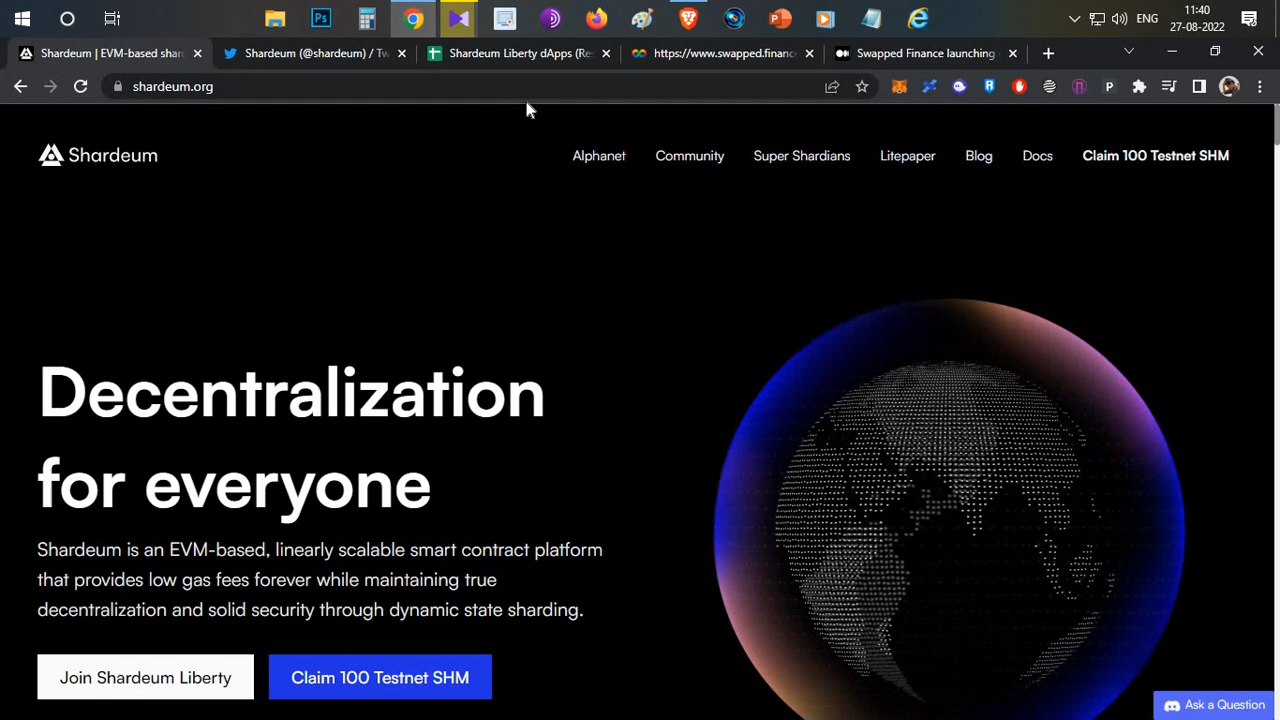 ENG
11:40
27-08-2022
Shardeum | EVM-based shard
Shardeum (@shardeum) / Tw
Shardeum Liberty dApps (Re
https://www.swapped.finance
Swapped Finance launching
shardeum.org
Shardeum
Alphanet
Community
Super Shardians
Litepaper
Blog
Docs
Claim 100 Testnet SHM
Decentralization
for everyone
Shardeum is an EVM-based, linearly scalable smart contract platform
that provides low gas fees forever while maintaining true
decentralization and solid security through dynamic state sharding.
Join Shardeum Liberty
Claim 100 Testnet SHM
Ask a Question